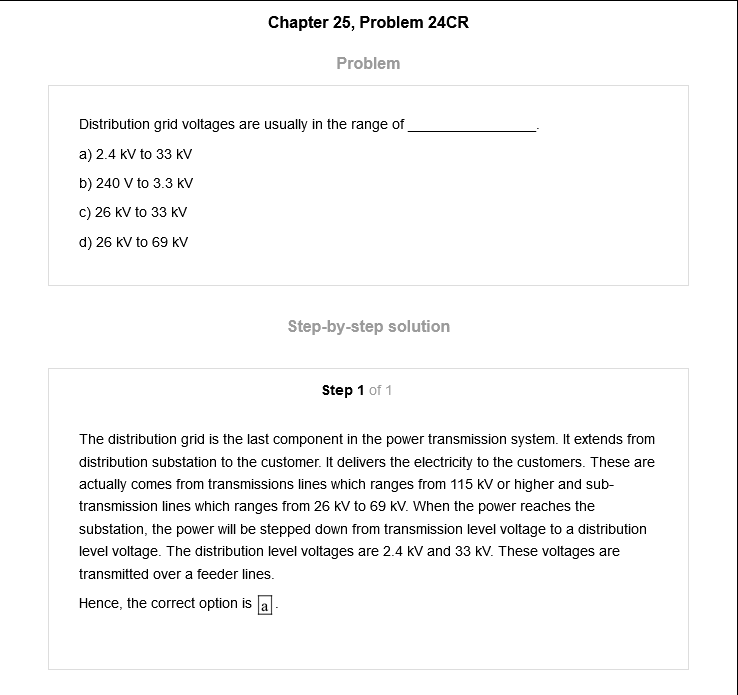 Chapter 25, Problem 24CR
Problem
Distribution grid voltages are usually in the range of ________________.
a) 2.4 kV to 33 kV
b) 240 V to 3.3 kV
c) 26 kV to 33 kV
d) 26 kV to 69 kV
Step-by-step solution
Step 1 of 1
The distribution grid is the last component in the power transmission system. It extends from
distribution substation to the customer. It delivers the electricity to the customers. These are
actually comes from transmissions lines which ranges from 115 kV or higher and sub-
transmission lines which ranges from 26 kV to 69 kV. When the power reaches the
substation, the power will be stepped down from transmission level voltage to a distribution
level voltage. The distribution level voltages are 2.4 kV and 33 kV. These voltages are
transmitted over a feeder lines.
Hence, the correct option is a.